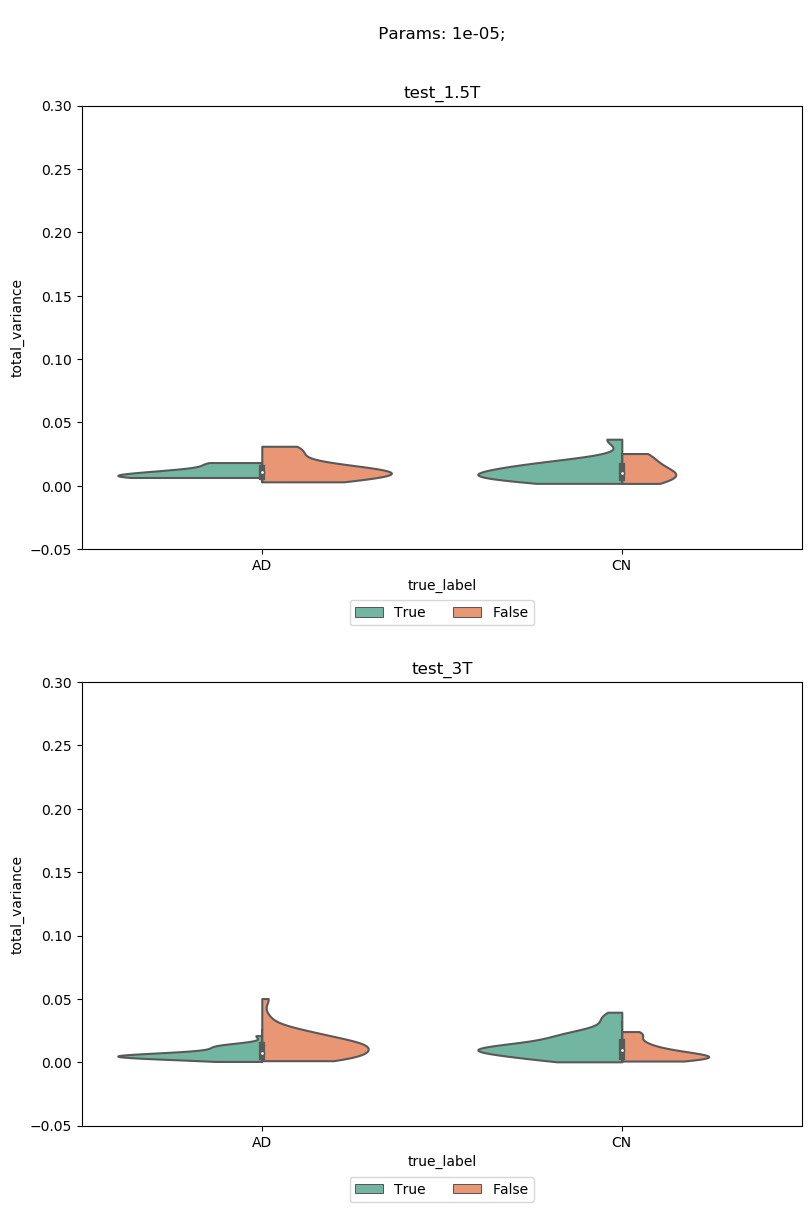 Params: 1e-05;
test_1.5T
0.30
0.25
0.20
0.15
0.10
0.05
0.00
−0.05
total_variance
AD CN
true_label
True False
test_3T
0.30
0.25
0.20
0.15
0.10
0.05
0.00
−0.05
total_variance
AD CN
true_label
True False